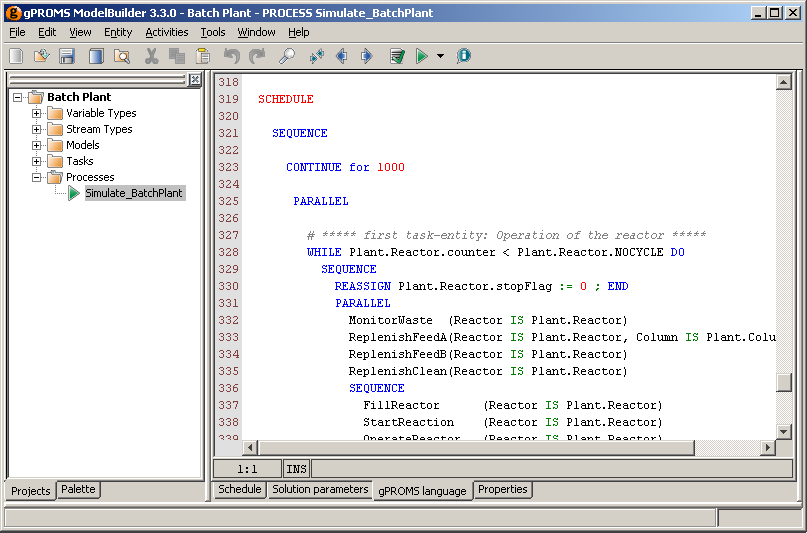 gPROMS ModelBuilder 3.3.0 - Batch Plant - PROCESS Simulate_BatchPlant
File Edit View Entity Activities Tools Window Help
Batch Plant
Variable Types
Stream Types
Models
Tasks
Processes
Simulate_BatchPlant
Projects Palette
318
319 SCHEDULE
320
321 SEQUENCE
322
323 CONTINUE for 1000
324
325 PARALLEL
326
327 # ***** first task-entity: Operation of the reactor *****
328 WHILE Plant.Reactor.counter < Plant.Reactor.NOCYCLE DO
329 SEQUENCE
330 REASSIGN Plant.Reactor.stopFlag := 0 ; END
331 PARALLEL
332 MonitorWaste (Reactor IS Plant.Reactor)
333 ReplenishFeedA(Reactor IS Plant.Reactor, Column IS Plant.Colu
334 ReplenishFeedB(Reactor IS Plant.Reactor)
335 ReplenishClean(Reactor IS Plant.Reactor)
336 SEQUENCE
337 FillReactor (Reactor IS Plant.Reactor)
338 StartReaction (Reactor IS Plant.Reactor)
339 OperateReactor (Reactor IS Plant.Reactor)
1:1 INS
Schedule Solution parameters gPROMS language Properties